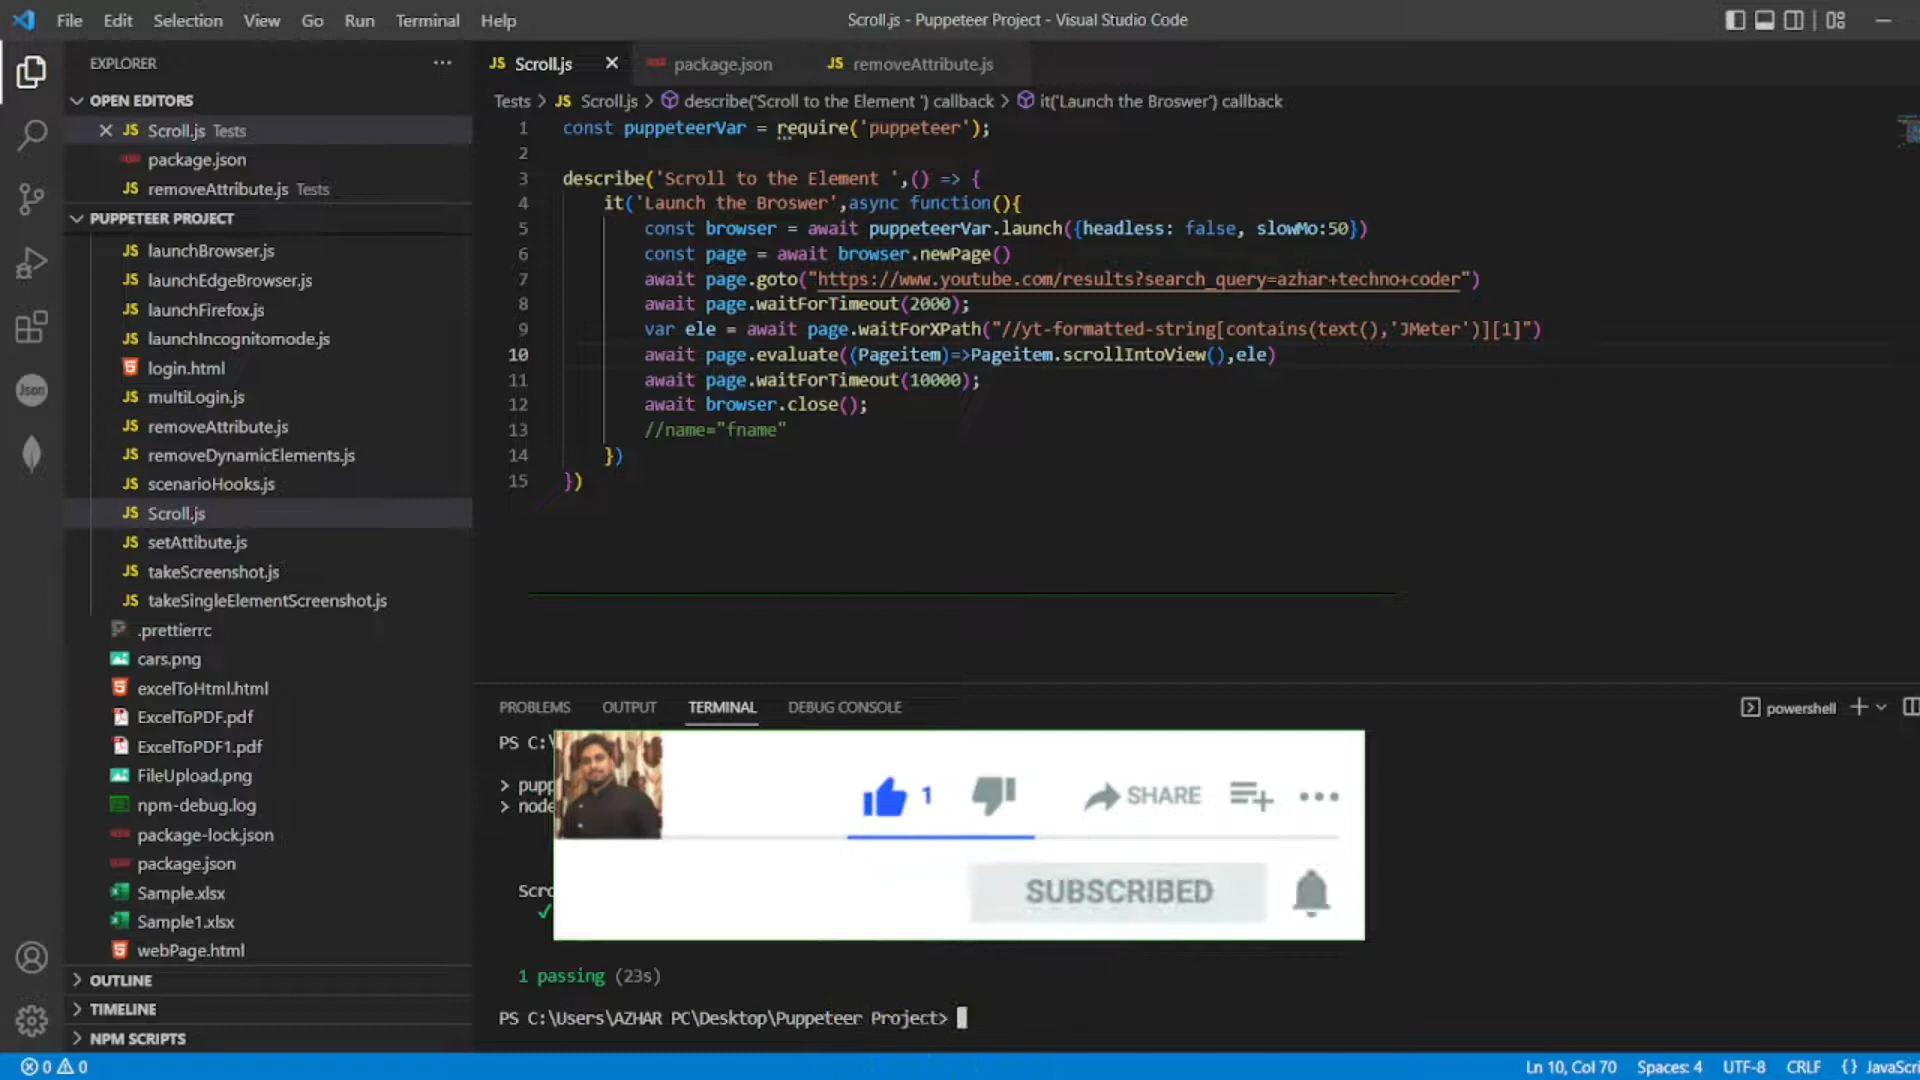 File Edit Selection View Go Run Terminal Help
Scroll.js - Puppeteer Project - Visual Studio Code
EXPLORER
OPEN EDITORS
JS Scroll.js Tests
package.json
JS removeAttribute.js Tests
PUPPETEER PROJECT
JS launchBrowser.js
JS launchEdgeBrowser.js
JS launchFirefox.js
JS launchIncognitomode.js
login.html
JS multiLogin.js
JS removeAttribute.js
JS removeDynamicElements.js
JS scenarioHooks.js
JS Scroll.js
JS setAttibute.js
JS takeScreenshot.js
JS takeSingleElementScreenshot.js
.prettierrc
cars.png
excelToHtml.html
ExcelToPDF.pdf
ExcelToPDF1.pdf
FileUpload.png
npm-debug.log
package-lock.json
package.json
Sample.xlsx
Sample1.xlsx
webPage.html
OUTLINE
TIMELINE
NPM SCRIPTS
Json
JS Scroll.js package.json JS removeAttribute.js
Tests > JS Scroll.js > describe('Scroll to the Element ') callback > it('Launch the Broswer') callback
1 const puppeteerVar = require('puppeteer');
2
3 describe('Scroll to the Element ',() => {
4 it('Launch the Broswer',async function(){
5 const browser = await puppeteerVar.launch({headless: false, slowMo:50})
6 const page = await browser.newPage()
7 await page.goto("https://www.youtube.com/results?search_query=azhar+techno+coder")
8 await page.waitForTimeout(2000);
9 var ele = await page.waitForXPath("//yt-formatted-string[contains(text(),'JMeter')][1]")
10 await page.evaluate((Pageitem)=>Pageitem.scrollIntoView(),ele)
11 await page.waitForTimeout(10000);
12 await browser.close();
13 //name="fname"
14 })
15 })
PROBLEMS OUTPUT TERMINAL DEBUG CONSOLE
powershell
PS C:\
> pupp
> node
1 SHARE
SUBSCRIBED
Scro
✓
1 passing (23s)
PS C:\Users\AZHAR PC\Desktop\Puppeteer Project>
0 0
Ln 10, Col 70 Spaces: 4 UTF-8 CRLF {} JavaScri